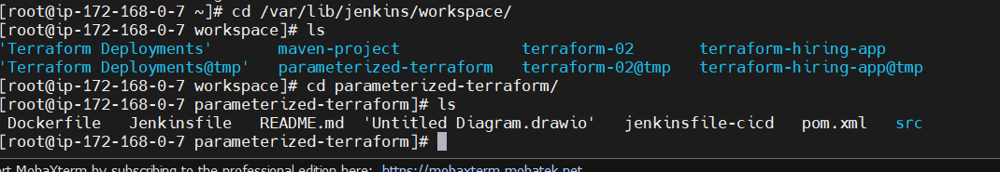 [root@ip-172-168-0-7 ~]# cd /var/lib/jenkins/workspace/
[root@ip-172-168-0-7 workspace]# ls
'Terraform Deployments' maven-project terraform-02 terraform-hiring-app
'Terraform Deployments@tmp' parameterized-terraform terraform-02@tmp terraform-hiring-app@tmp
[root@ip-172-168-0-7 workspace]# cd parameterized-terraform/
[root@ip-172-168-0-7 parameterized-terraform]# ls
Dockerfile Jenkinsfile README.md 'Untitled Diagram.drawio' jenkinsfile-cicd pom.xml src
[root@ip-172-168-0-7 parameterized-terraform]#
ort MobaXterm by subscribing to the professional edition here: https://mobaxterm.mobatek.net